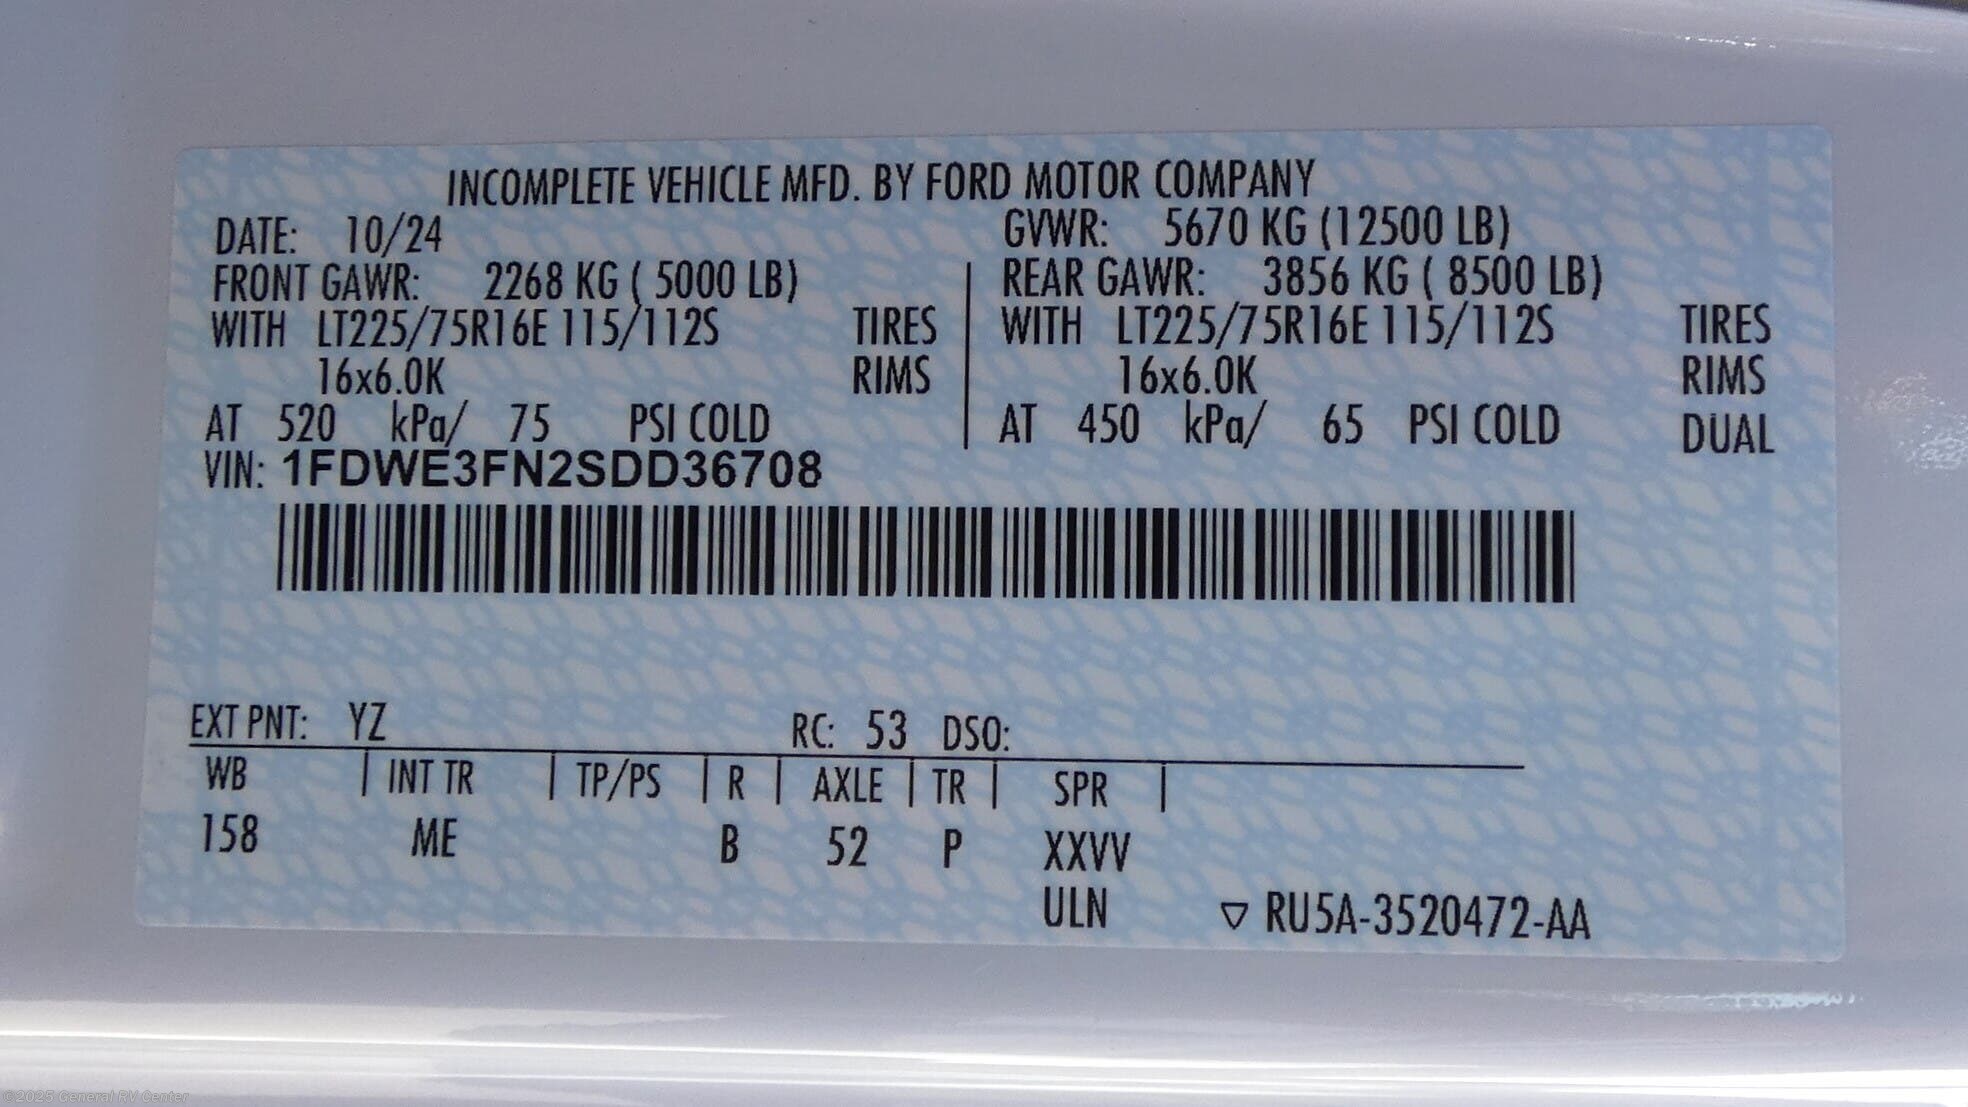 INCOMPLETE VEHICLE MFD. BY FORD MOTOR COMPANY
DATE: 10/24 GVWR: 5670 KG (12500 LB)
FRONT GAWR: 2268 KG ( 5000 LB) REAR GAWR: 3856 KG ( 8500 LB)
WITH LT225/75R16E 115/112S TIRES WITH LT225/75R16E 115/112S TIRES
16x6.0K RIMS 16x6.0K RIMS
AT 520 kPa/ 75 PSI COLD AT 450 kPa/ 65 PSI COLD DUAL
VIN: 1FDWE3FN2SDD36708
EXT PNT: YZ RC: 53 DSO:
WB | INT TR | TP/PS | R | AXLE | TR | SPR |
158 ME B 52 P XXVV
ULN ▽ RU5A-3520472-AA
©2025 General RV Center